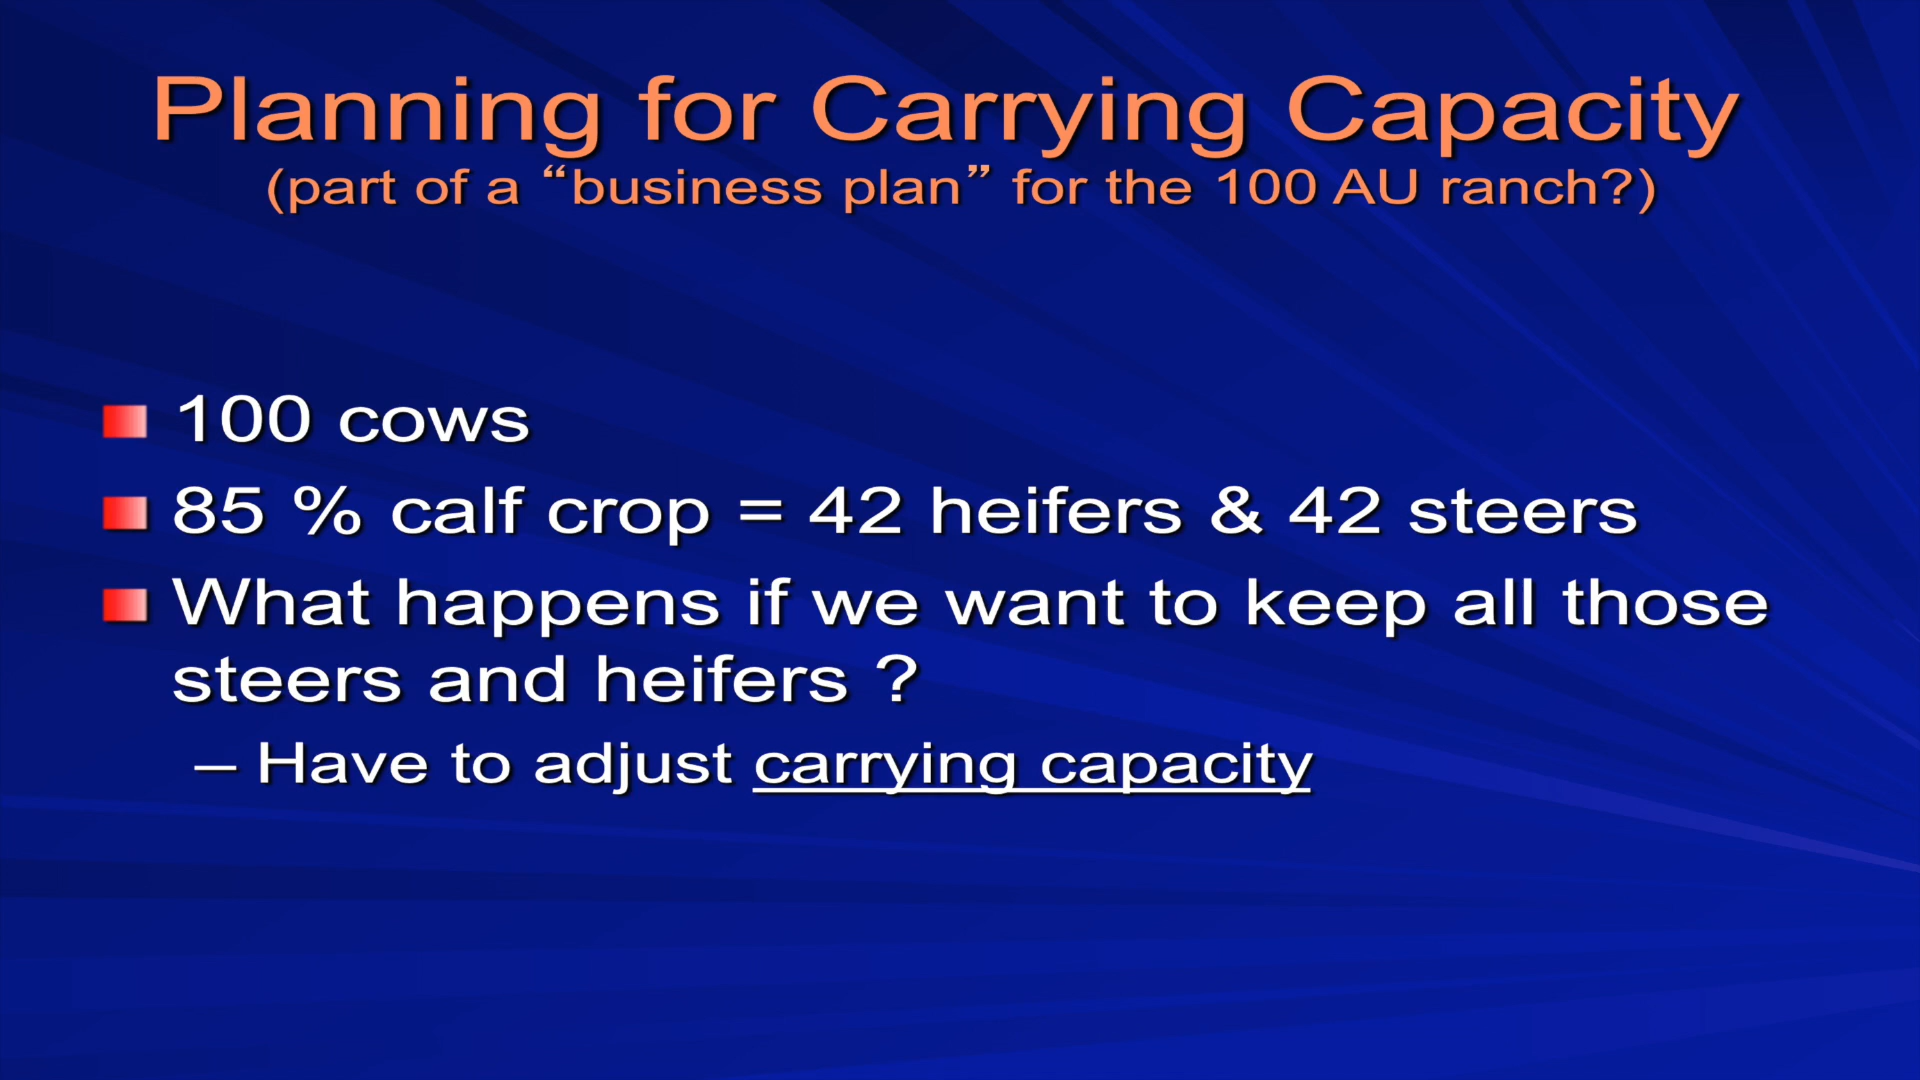 Planning for Carrying Capacity
(part of a “business plan” for the 100 AU ranch?)
100 cows
85 % calf crop = 42 heifers & 42 steers
What happens if we want to keep all those
steers and heifers ?
– Have to adjust carrying capacity